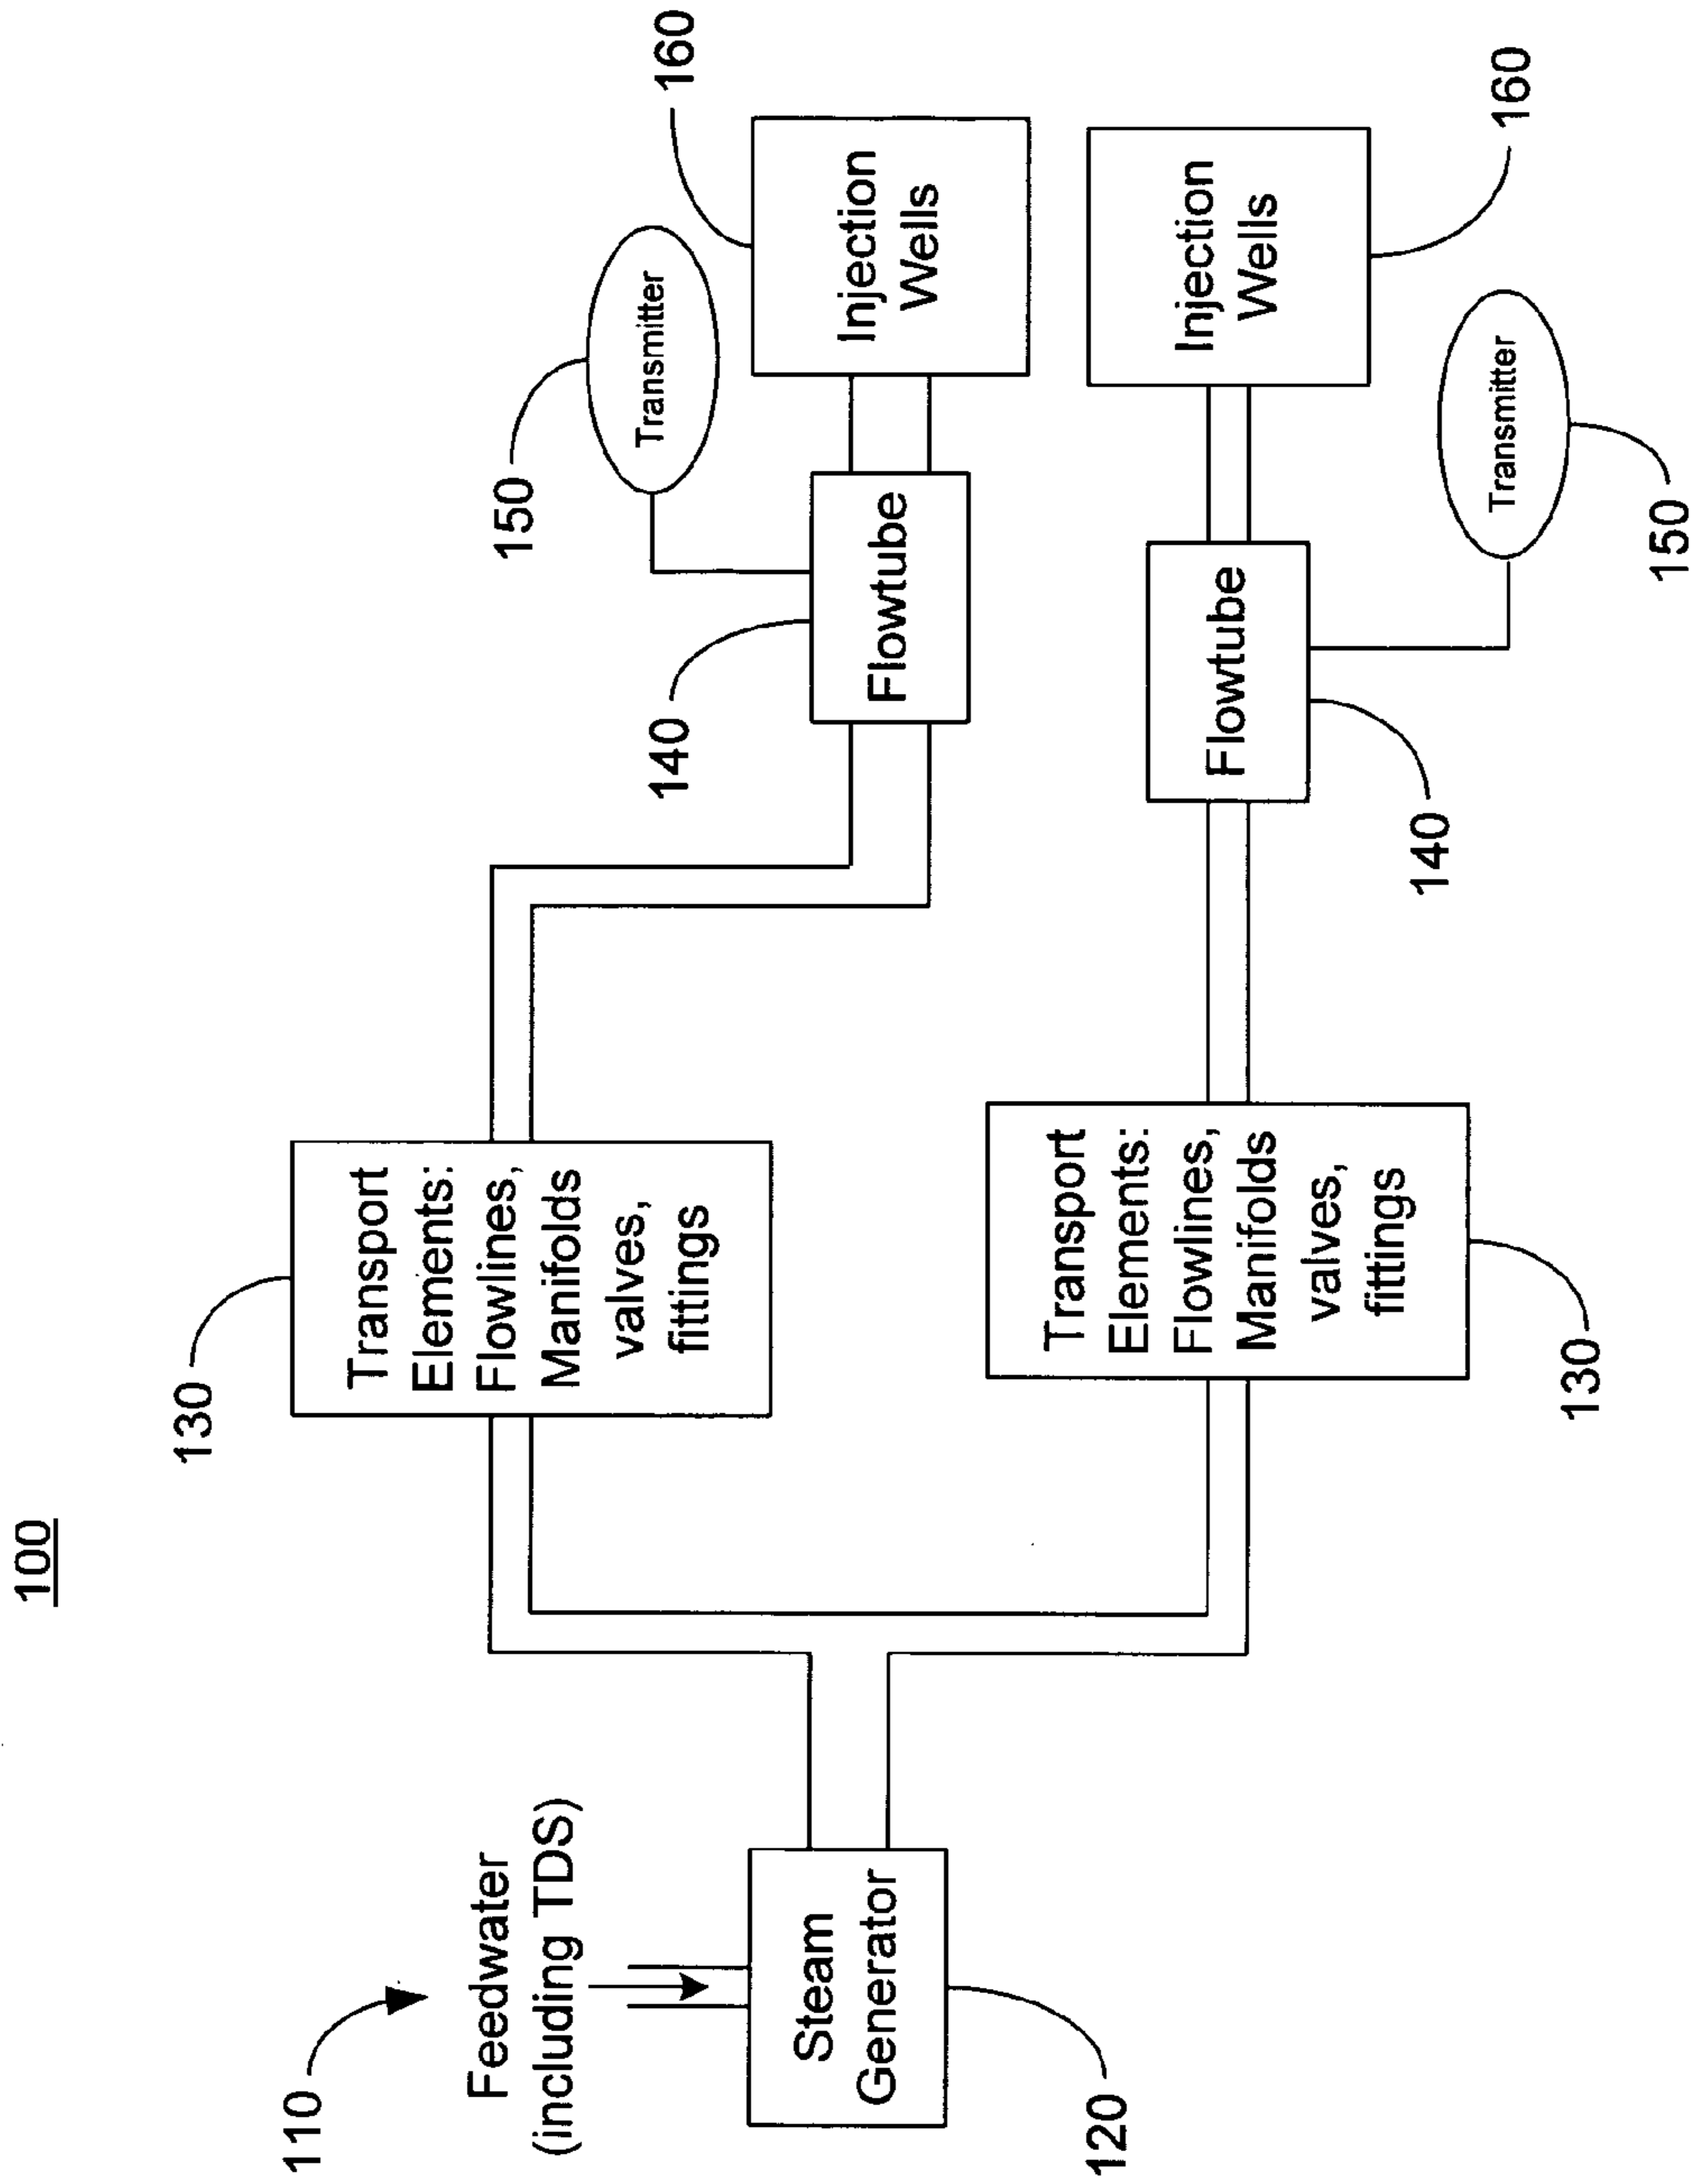 100
110
Feedwater
(including TDS)
Steam
Generator
120
130
Transport
Elements:
Flowlines,
Manifolds
valves,
fittings
Transport
Elements:
Flowlines,
Manifolds
valves,
fittings
130
140
Flowtube
150
Transmitter
Injection
Wells
160
Flowtube
140
Transmitter
150
Injection
Wells
160